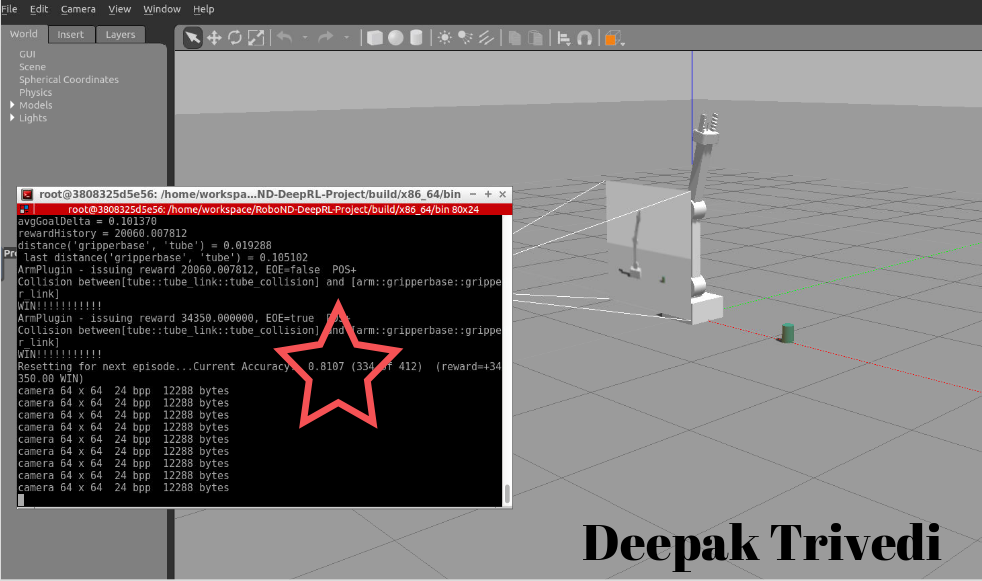 File Edit Camera View Window Help
World Insert Layers
GUI
Scene
Spherical Coordinates
Physics
Models
Lights
root@3808325d5e56: /home/workspa...ND-DeepRL-Project/build/x86_64/bin
root@3808325d5e56: /home/workspace/RoboND-DeepRL-Project/build/x86_64/bin 80x24
avgGoalDelta = 0.101370
rewardHistory = 20060.007812
distance('gripperbase', 'tube') = 0.019288
last distance('gripperbase', 'tube') = 0.105102
ArmPlugin - issuing reward 20060.007812, EOE=false POS+
Collision between[tube::tube_link::tube_collision] and [arm::gripperbase::grippe
r_link]
WIN!!!!!!!!!!!
ArmPlugin - issuing reward 34350.000000, EOE=true POS+
Collision between[tube::tube_link::tube_collision] and [arm::gripperbase::grippe
r_link]
WIN!!!!!!!!!!!
Resetting for next episode...Current Accuracy: 0.8107 (334 of 412) (reward=+34
350.00 WIN)
camera 64 x 64 24 bpp 12288 bytes
camera 64 x 64 24 bpp 12288 bytes
camera 64 x 64 24 bpp 12288 bytes
camera 64 x 64 24 bpp 12288 bytes
camera 64 x 64 24 bpp 12288 bytes
camera 64 x 64 24 bpp 12288 bytes
camera 64 x 64 24 bpp 12288 bytes
camera 64 x 64 24 bpp 12288 bytes
camera 64 x 64 24 bpp 12288 bytes
Deepak Trivedi